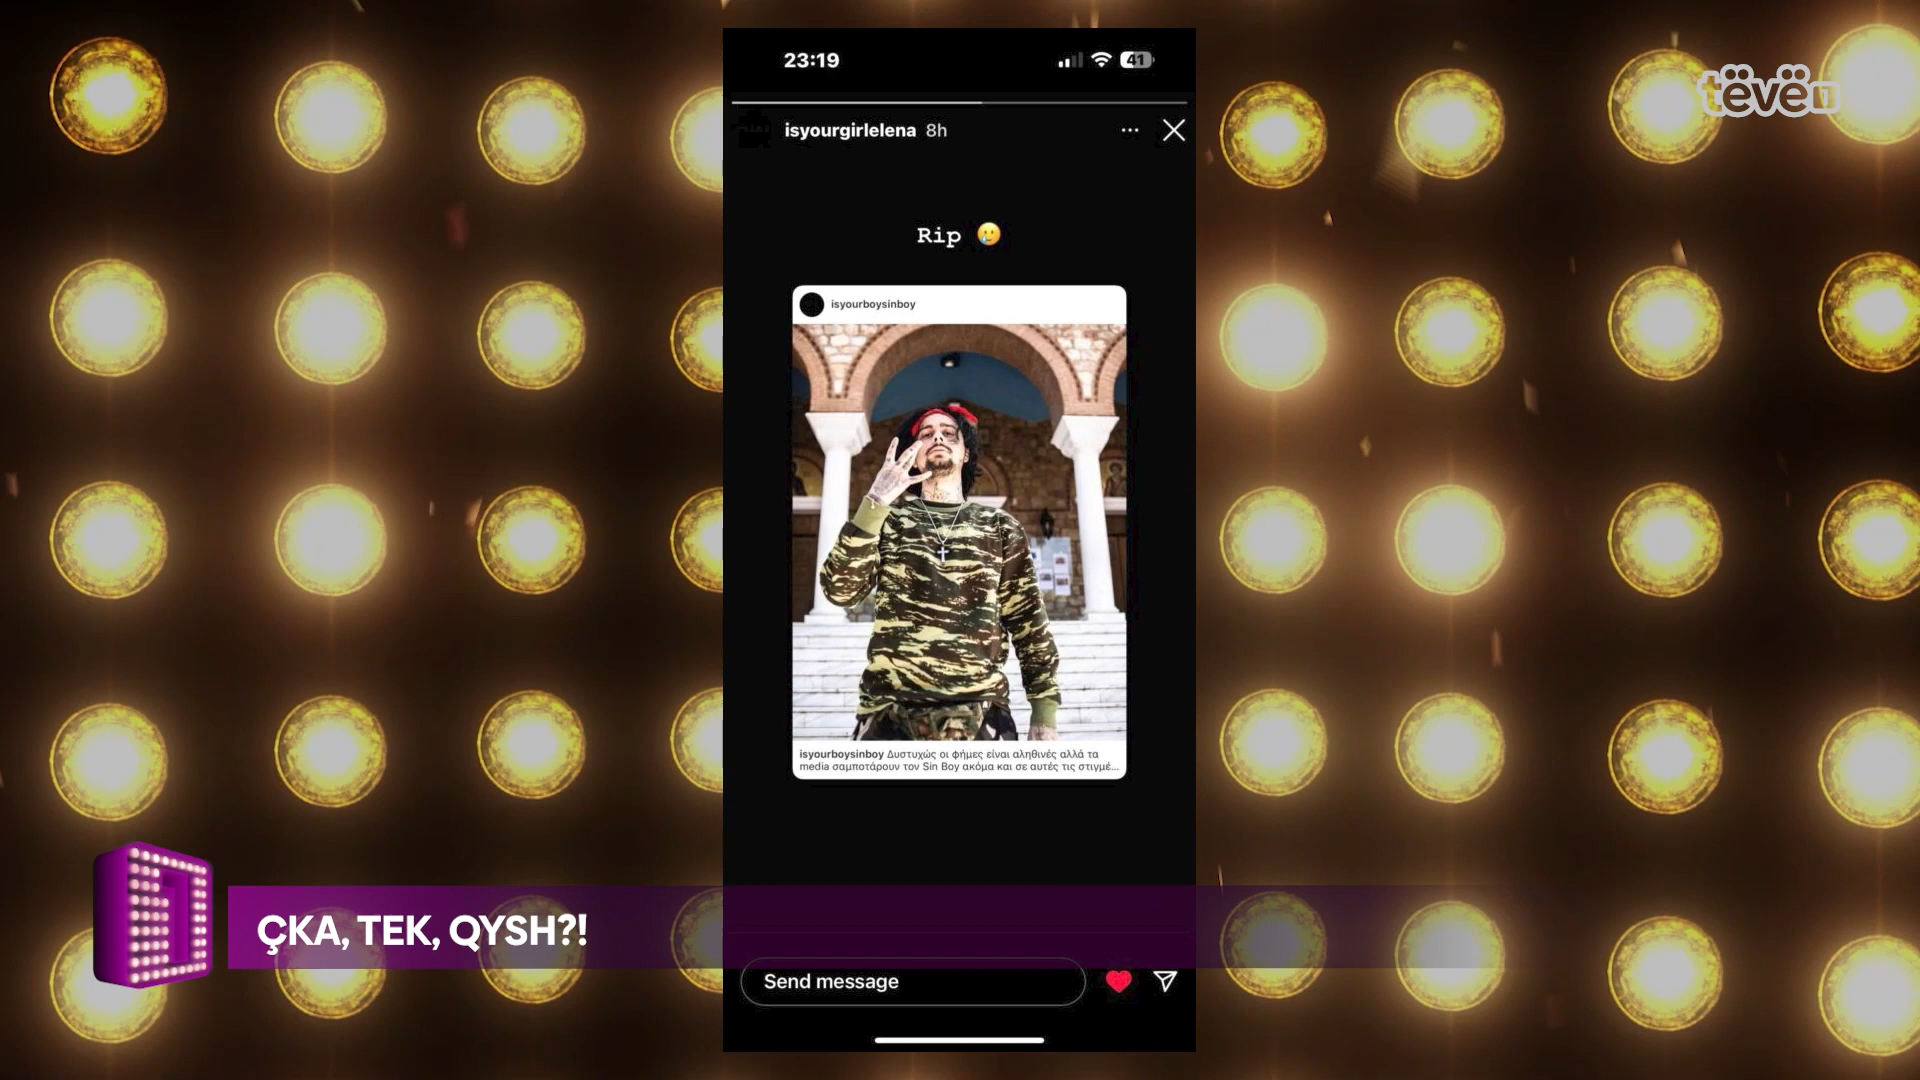 23:19
41
tëvë1
isyourgirlelena 8h
Rip 🥲
isyourboysinboy
isyourboysinboy Δυστυχώς οι φήμες είναι αληθινές αλλά τα
media σαμποτάρουν τον Sin Boy ακόμα και σε αυτές τις στιγμέ...
ÇKA, TEK, QYSH?!
Send message